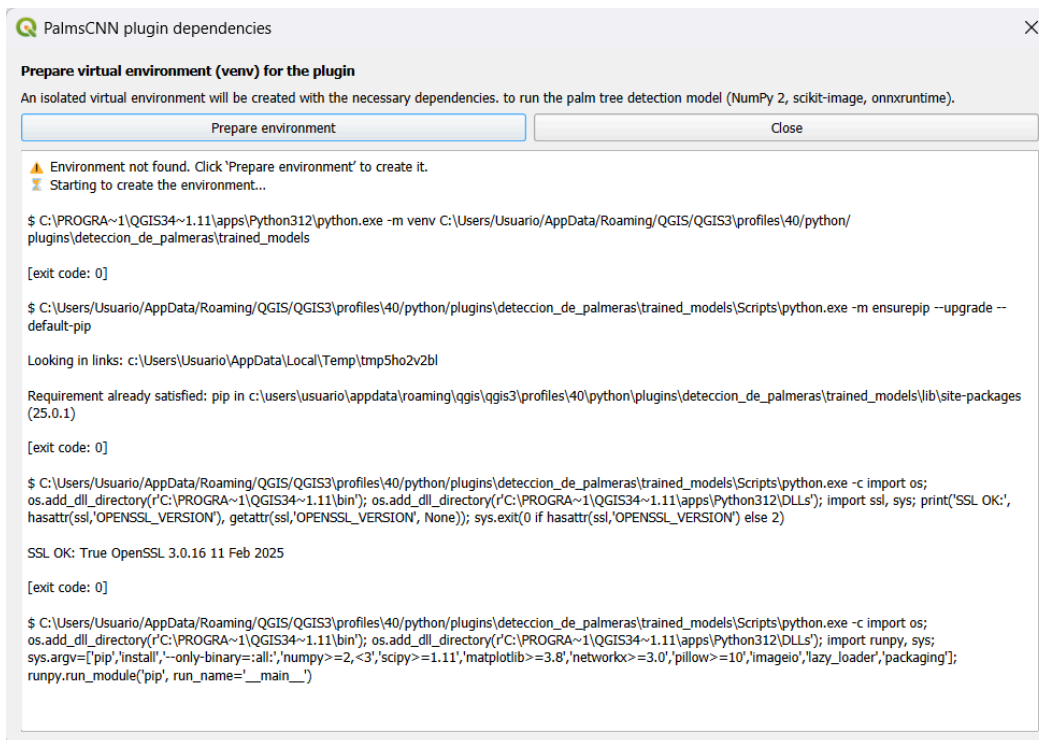 PalmsCNN plugin dependencies
Prepare virtual environment (venv) for the plugin
An isolated virtual environment will be created with the necessary dependencies. to run the palm tree detection model (NumPy 2, scikit-image, onnxruntime).
Prepare environment
Close
Environment not found. Click ‘Prepare environment’ to create it.
Starting to create the environment...
$ C:\PROGRA~1\QGIS34~1.11\apps\Python312\python.exe -m venv C:\Users/Usuario/AppData/Roaming/QGIS/QGIS3\profiles\40/python/
plugins\deteccion_de_palmeras\trained_models
[exit code: 0]
$ C:\Users/Usuario/AppData/Roaming/QGIS/QGIS3\profiles\40/python/plugins\deteccion_de_palmeras\trained_models\Scripts\python.exe -m ensurepip --upgrade --
default-pip
Looking in links: c:\Users\Usuario\AppData\Local\Temp\tmp5ho2v2bl
Requirement already satisfied: pip in c:\users\usuario\appdata\roaming\qgis\qgis3\profiles\40\python\plugins\deteccion_de_palmeras\trained_models\lib\site-packages
(25.0.1)
[exit code: 0]
$ C:\Users/Usuario/AppData/Roaming/QGIS/QGIS3\profiles\40/python/plugins\deteccion_de_palmeras\trained_models\Scripts\python.exe -c import os;
os.add_dll_directory(r'C:\PROGRA~1\QGIS34~1.11\bin'); os.add_dll_directory(r'C:\PROGRA~1\QGIS34~1.11\apps\Python312\DLLs'); import ssl, sys; print('SSL OK:',
hasattr(ssl,'OPENSSL_VERSION'), getattr(ssl,'OPENSSL_VERSION', None)); sys.exit(0 if hasattr(ssl,'OPENSSL_VERSION') else 2)
SSL OK: True OpenSSL 3.0.16 11 Feb 2025
[exit code: 0]
$ C:\Users/Usuario/AppData/Roaming/QGIS/QGIS3\profiles\40/python/plugins\deteccion_de_palmeras\trained_models\Scripts\python.exe -c import os;
os.add_dll_directory(r'C:\PROGRA~1\QGIS34~1.11\bin'); os.add_dll_directory(r'C:\PROGRA~1\QGIS34~1.11\apps\Python312\DLLs'); import runpy, sys;
sys.argv=['pip','install','--only-binary=:all:','numpy>=2,<3','scipy>=1.11','matplotlib>=3.8','networkx>=3.0','pillow>=10','imageio','lazy_loader','packaging'];
runpy.run_module('pip', run_name='__main__')